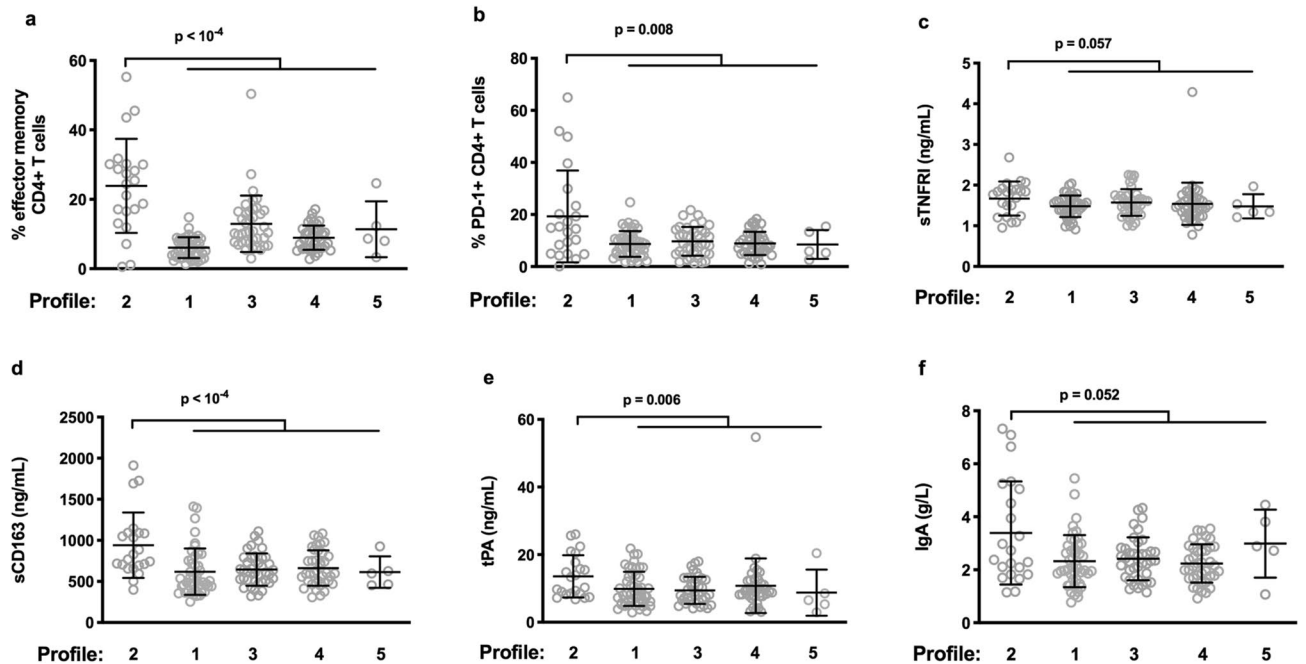 a
p < 10-4
% effector memory
CD4+ T cells
60
40
20
0
Profile: 2 1 3 4 5
b
p = 0.008
% PD-1+ CD4+ T cells
80
60
40
20
0
Profile: 2 1 3 4 5
c
p = 0.057
sTNFRI (ng/mL)
5
4
3
2
1
0
Profile: 2 1 3 4 5
d
p < 10-4
sCD163 (ng/mL)
2500
2000
1500
1000
500
0
Profile: 2 1 3 4 5
e
p = 0.006
tPA (ng/mL)
60
40
20
0
Profile: 2 1 3 4 5
f
p = 0.052
IgA (g/L)
8
6
4
2
0
Profile: 2 1 3 4 5